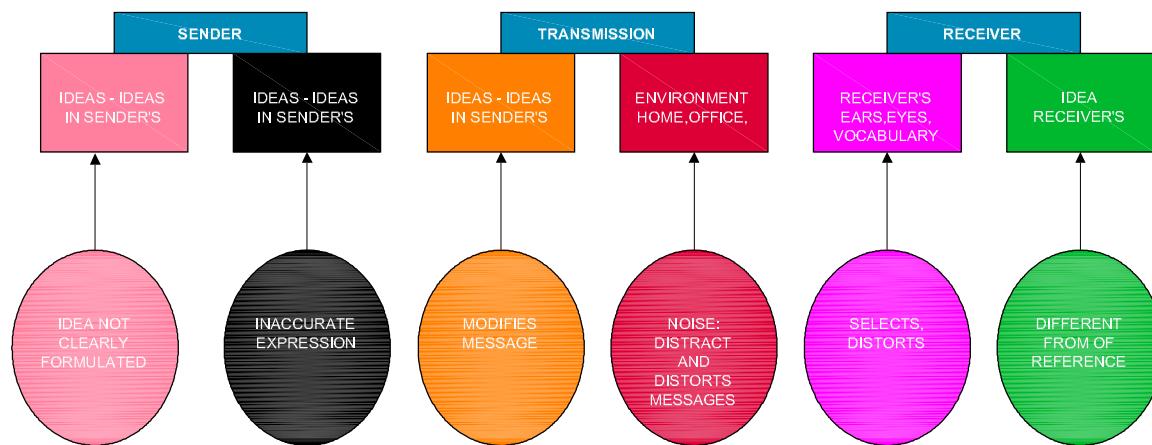 SENDER
TRANSMISSION
RECEIVER
IDEAS - IDEAS
IN SENDER'S
IDEAS - IDEAS
IN SENDER'S
IDEAS - IDEAS
IN SENDER'S
ENVIRONMENT
HOME,OFFICE,
RECEIVER'S
EARS,EYES,
VOCABULARY
IDEA
RECEIVER'S
IDEA NOT
CLEARLY
FORMULATED
INACCURATE
EXPRESSION
MODIFIES
MESSAGE
NOISE:
DISTRACT
AND
DISTORTS
MESSAGES
SELECTS,
DISTORTS
DIFFERENT
FROM OF
REFERENCE